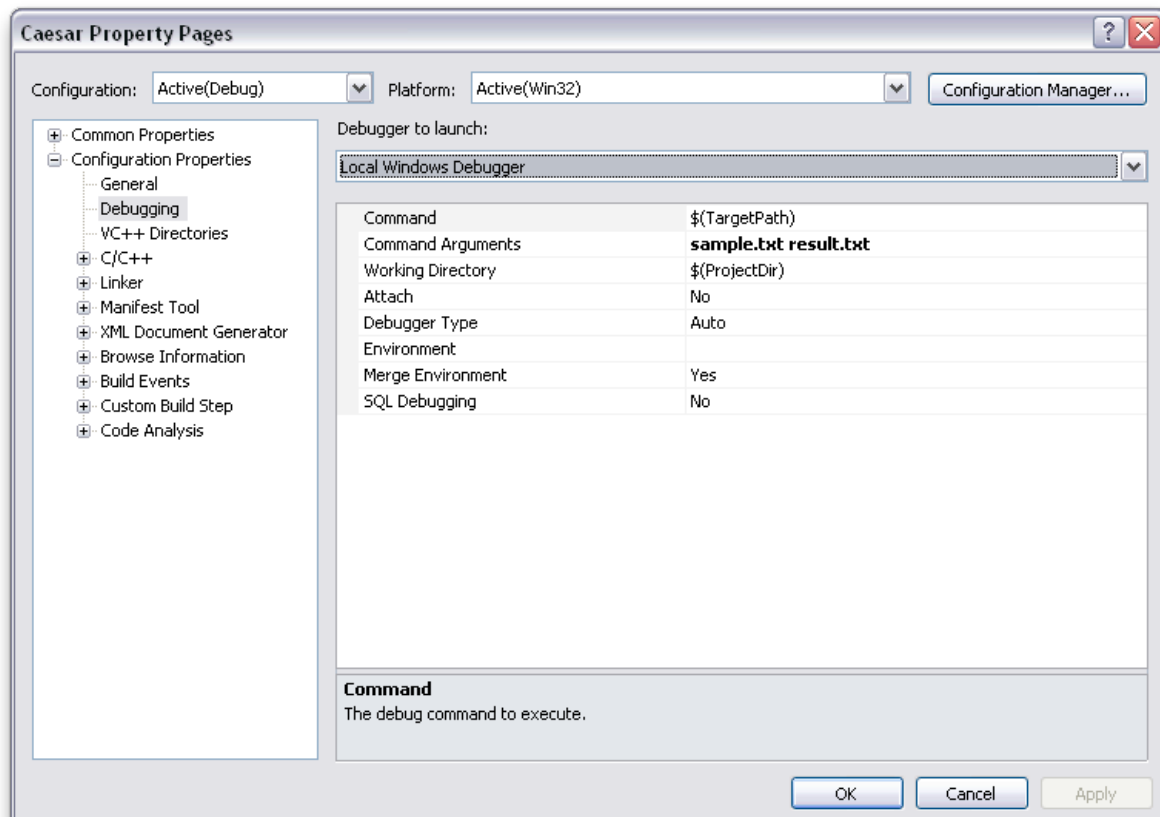 Caesar Property Pages
Configuration: Active(Debug) Platform: Active(Win32) Configuration Manager...
Common Properties
Configuration Properties
General
Debugging
VC++ Directories
C/C++
Linker
Manifest Tool
XML Document Generator
Browse Information
Build Events
Custom Build Step
Code Analysis
Debugger to launch:
Local Windows Debugger
Command $(TargetPath)
Command Arguments sample.txt result.txt
Working Directory $(ProjectDir)
Attach No
Debugger Type Auto
Environment
Merge Environment Yes
SQL Debugging No
Command
The debug command to execute.
OK Cancel Apply